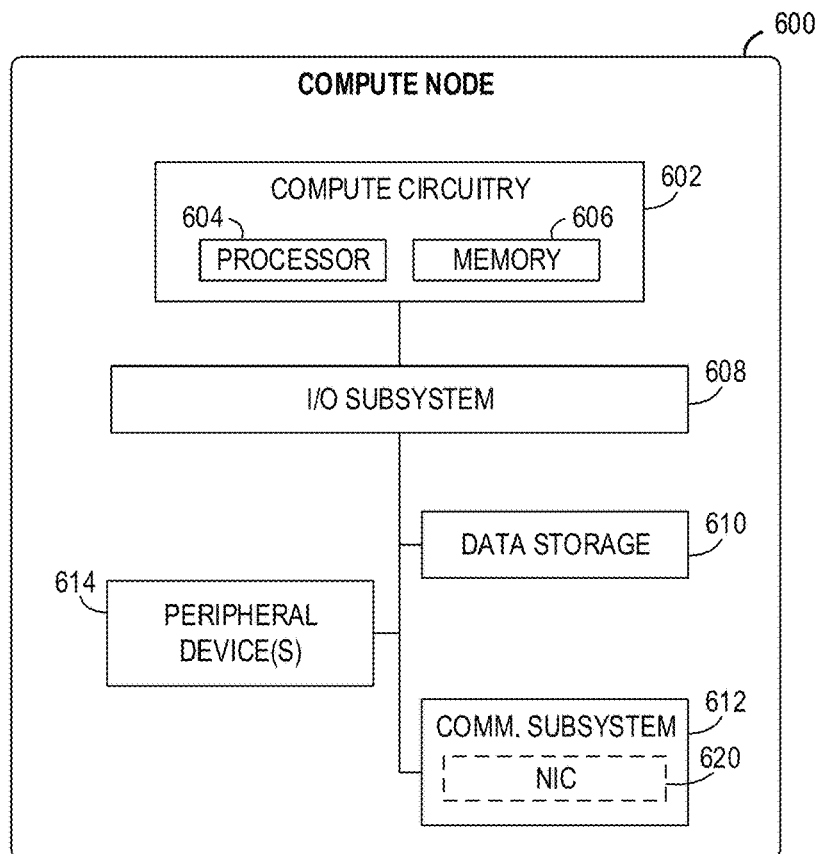 600
COMPUTE NODE
COMPUTE CIRCUITRY
602
604
606
PROCESSOR
MEMORY
I/O SUBSYSTEM
608
DATA STORAGE
610
614
PERIPHERAL
DEVICE(S)
612
COMM. SUBSYSTEM
NIC
620